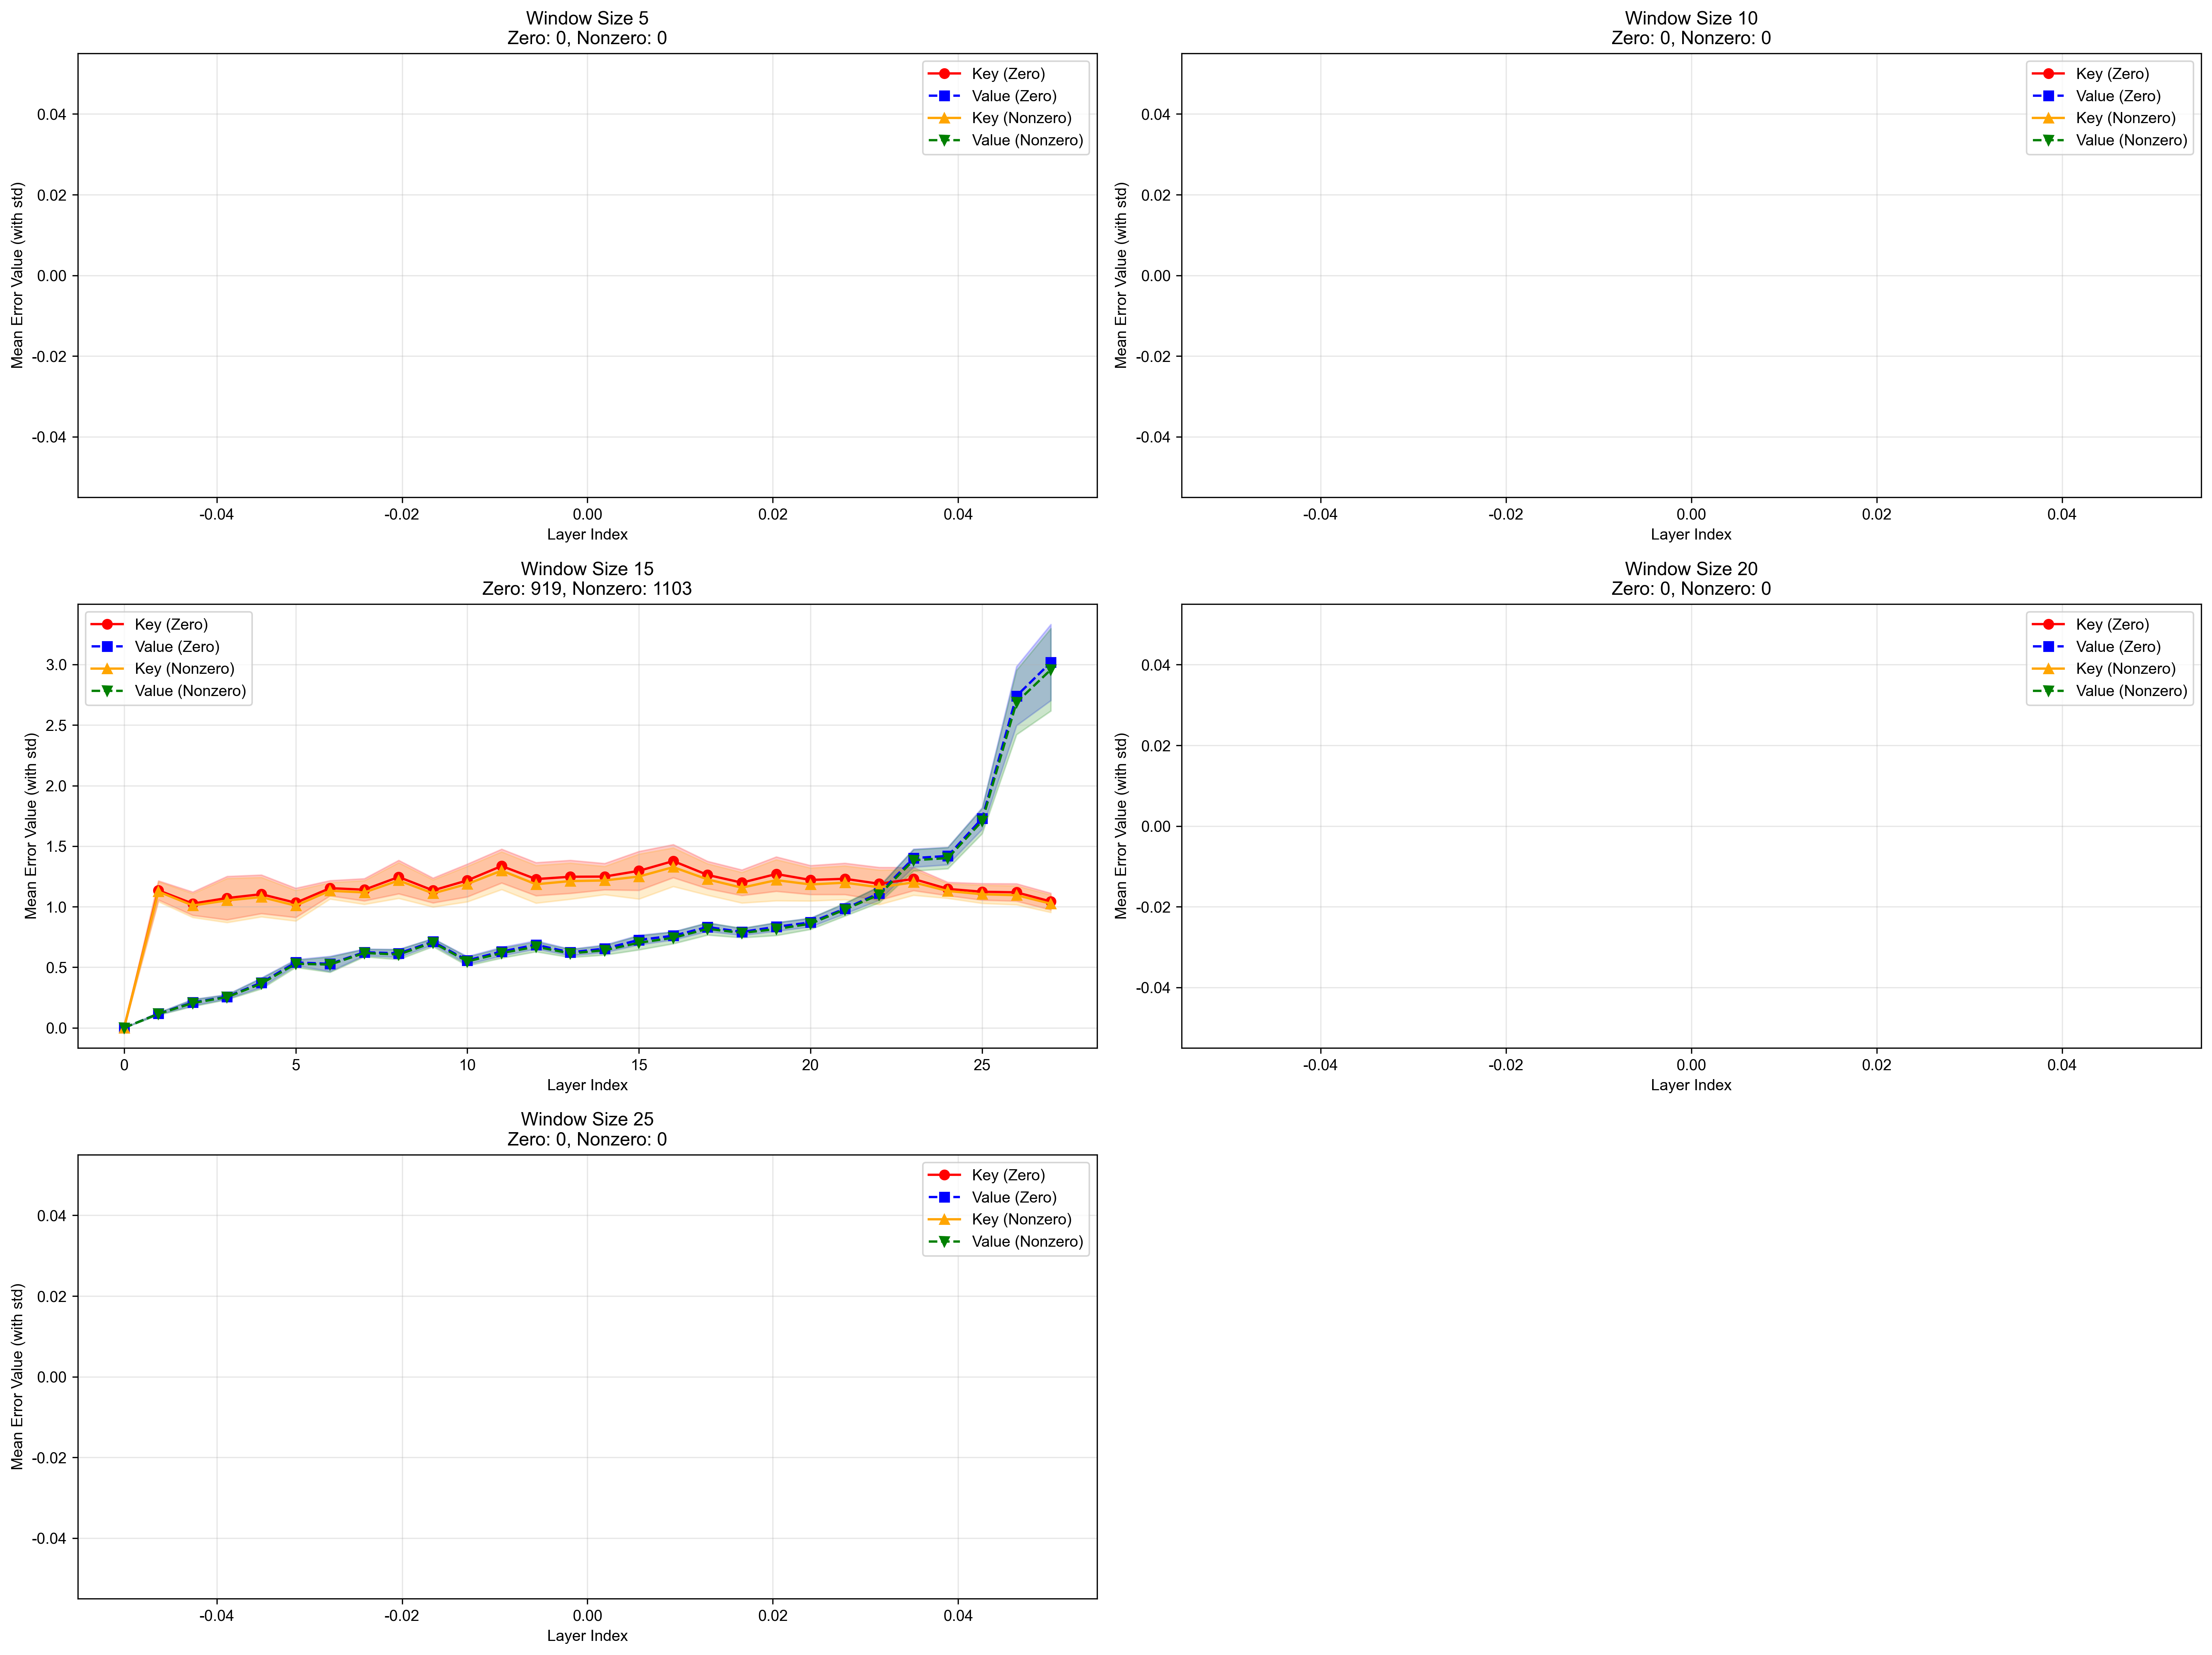 Window Size 5
Zero: 0, Nonzero: 0
Key (Zero)
Value (Zero)
Key (Nonzero)
Value (Nonzero)
Mean Error Value (with std)
0.04
0.02
0.00
-0.02
-0.04
-0.04 -0.02 0.00 0.02 0.04
Layer Index
Window Size 10
Zero: 0, Nonzero: 0
Key (Zero)
Value (Zero)
Key (Nonzero)
Value (Nonzero)
Mean Error Value (with std)
0.04
0.02
0.00
-0.02
-0.04
-0.04 -0.02 0.00 0.02 0.04
Layer Index
Window Size 15
Zero: 919, Nonzero: 1103
Key (Zero)
Value (Zero)
Key (Nonzero)
Value (Nonzero)
Mean Error Value (with std)
3.0
2.5
2.0
1.5
1.0
0.5
0.0
0 5 10 15 20 25
Layer Index
Window Size 20
Zero: 0, Nonzero: 0
Key (Zero)
Value (Zero)
Key (Nonzero)
Value (Nonzero)
Mean Error Value (with std)
0.04
0.02
0.00
-0.02
-0.04
-0.04 -0.02 0.00 0.02 0.04
Layer Index
Window Size 25
Zero: 0, Nonzero: 0
Key (Zero)
Value (Zero)
Key (Nonzero)
Value (Nonzero)
Mean Error Value (with std)
0.04
0.02
0.00
-0.02
-0.04
-0.04 -0.02 0.00 0.02 0.04
Layer Index